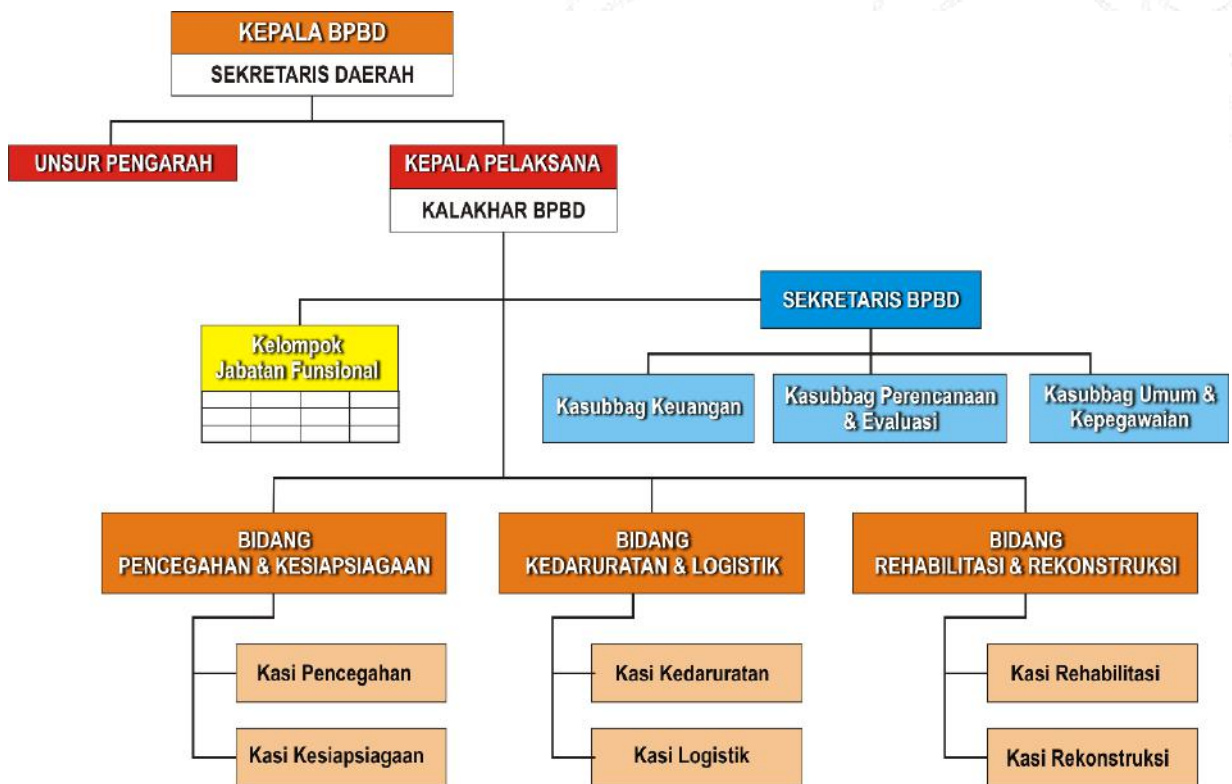 KEPALA BPBD
SEKRETARIS DAERAH
UNSUR PENGARAH
KEPALA PELAKSANA
KALAKHAR BPBD
SEKRETARIS BPBD
Kelompok
Jabatan Funsional
Kasubbag Keuangan
Kasubbag Perencanaan
& Evaluasi
Kasubbag Umum &
Kepegawaian
BIDANG
PENCEGAHAN & KESIAPSIAGAAN
BIDANG
KEDARURATAN & LOGISTIK
BIDANG
REHABILITASI & REKONSTRUKSI
Kasi Pencegahan
Kasi Kedaruratan
Kasi Rehabilitasi
Kasi Kesiapsiagaan
Kasi Logistik
Kasi Rekonstruksi